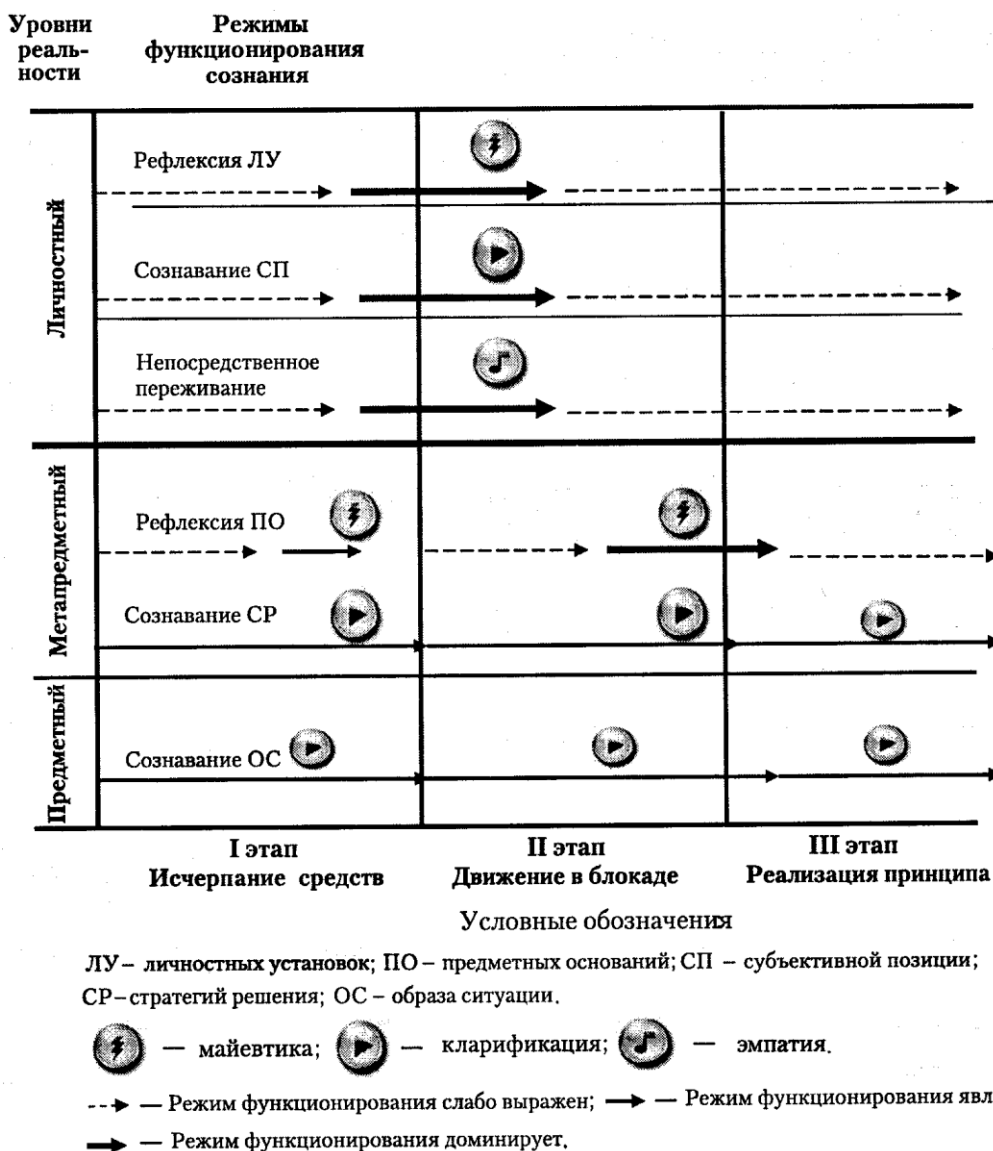 Уровни
реаль-
ности
Режимы
функционирования
сознания
Личностный
Рефлексия ЛУ
Сознавание СП
Непосредственное
переживание
Метапредметный
Рефлексия ПО
Сознавание СР
Предметный
Сознавание ОС
I этап
Исчерпание средств
II этап
Движение в блокаде
III этап
Реализация принципа
Условные обозначения
ЛУ – личностных установок; ПО – предметных оснований; СП – субъективной позиции;
СР–стратегий решения; ОС – образа ситуации.
— майевтика; — кларификация; — эмпатия.
— Режим функционирования слабо выражен; — Режим функционирования явл
— Режим функционирования доминирует.